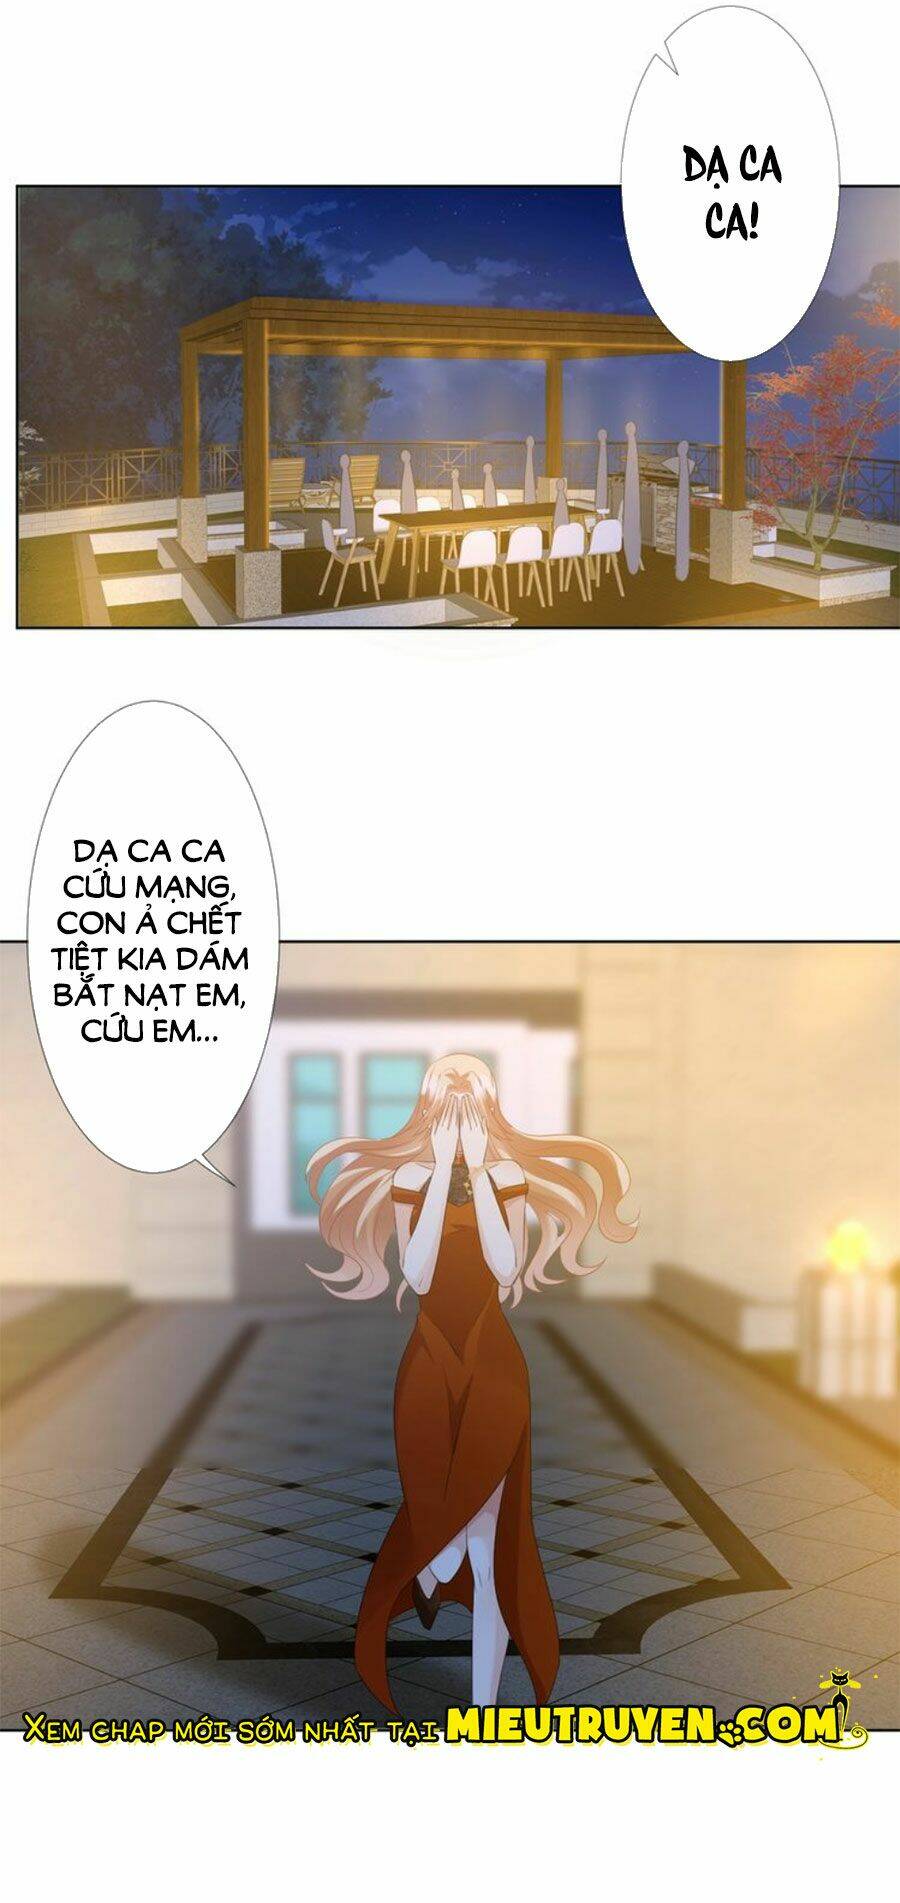 DẠ CA
CA!
DẠ CA CA
CỨU MẠNG,
CON Ả CHẾT
TIỆT KIA DÁM
BẮT NẠT EM,
CỨU EM...
XEM CHAP MỚI SỚM NHẤT TẠI MIEUTRUYEN.COM